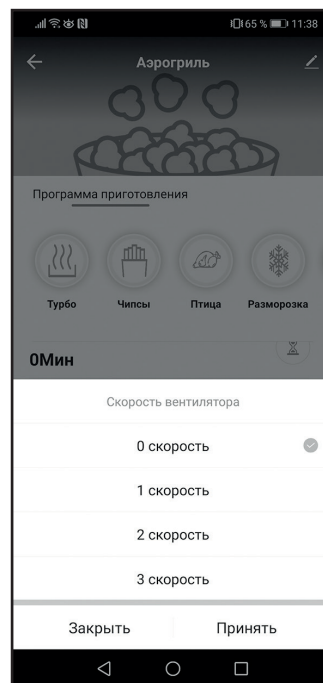 65 % 11:38
Аэрогриль
Программа приготовления
Турбо Чипсы Птица Разморозка
0Мин
Скорость вентилятора
0 скорость
1 скорость
2 скорость
3 скорость
Закрыть Принять